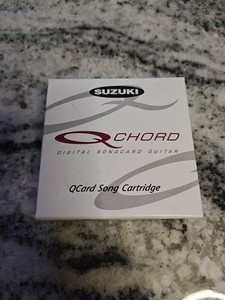 SUZUKI
QCHORD
DIGITAL SONGCARD GUITAR
QCard Song Cartridge